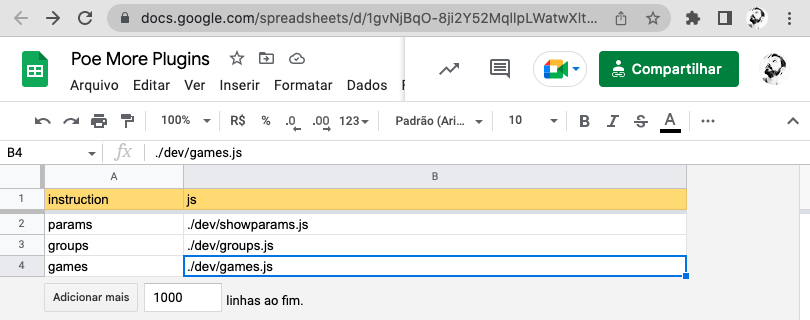 docs.google.com/spreadsheets/d/1gvNjBqO-8ji2Y52MqllpLWatwXlt...
Poe More Plugins
Arquivo Editar Ver Inserir Formatar Dados
Compartilhar
100% R$ % .0 .00 123 Padrão (Ari... 10 B I S A
B4 fx ./dev/games.js
A B
1 instruction js
2 params ./dev/showparams.js
3 groups ./dev/groups.js
4 games ./dev/games.js
Adicionar mais 1000 linhas ao fim.